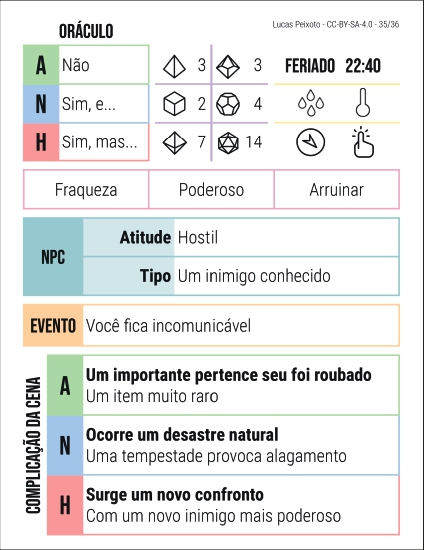 Lucas Peixoto - CC-BY-SA-4.0 - 35/36
ORÁCULO
A Não
N Sim, e...
H Sim, mas...
3 3
2 4
7 14
FERIADO 22:40
Fraqueza Poderoso Arruinar
NPC
Atitude Hostil
Tipo Um inimigo conhecido
EVENTO Você fica incomunicável
COMPLICAÇÃO DA CENA
A
Um importante pertence seu foi roubado
Um item muito raro
N
Ocorre um desastre natural
Uma tempestade provoca alagamento
H
Surge um novo confronto
Com um novo inimigo mais poderoso